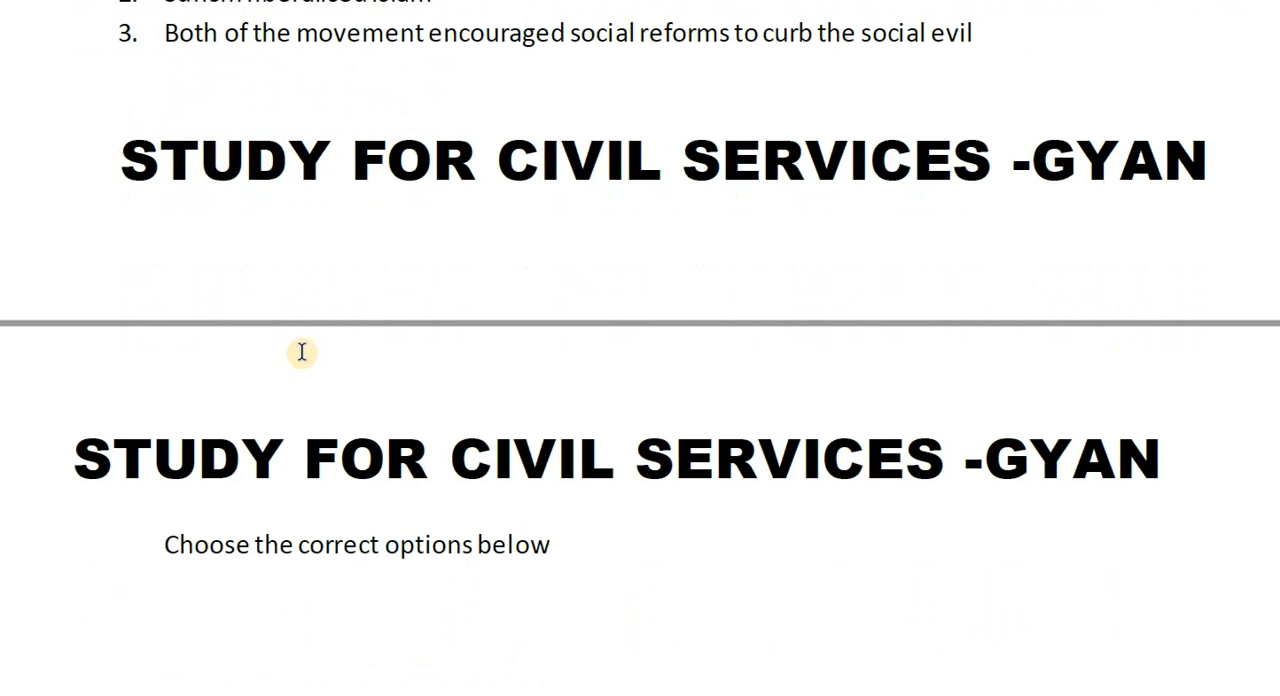 3. Both of the movement encouraged social reforms to curb the social evil
STUDY FOR CIVIL SERVICES -GYAN
STUDY FOR CIVIL SERVICES -GYAN
Choose the correct options below